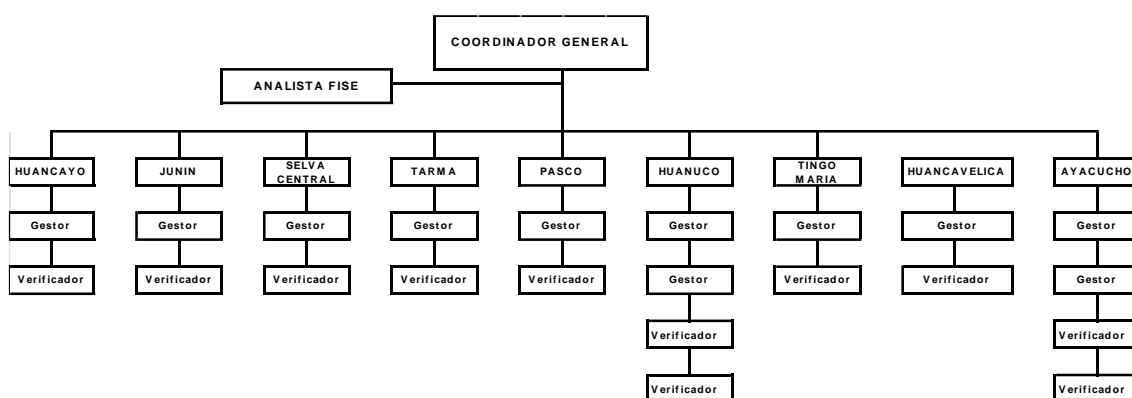 COORDINADOR GENERAL
ANALISTA FISE
HUANCAYO
JUNIN
SELVA
CENTRAL
TARMA
PASCO
HUANUCO
TINGO
MARIA
HUANCAVELICA
AYACUCHO
Gestor
Gestor
Gestor
Gestor
Gestor
Gestor
Gestor
Gestor
Gestor
Verificador
Verificador
Verificador
Verificador
Verificador
Gestor
Verificador
Verificador
Gestor
Verificador
Verificador
Verificador
Verificador